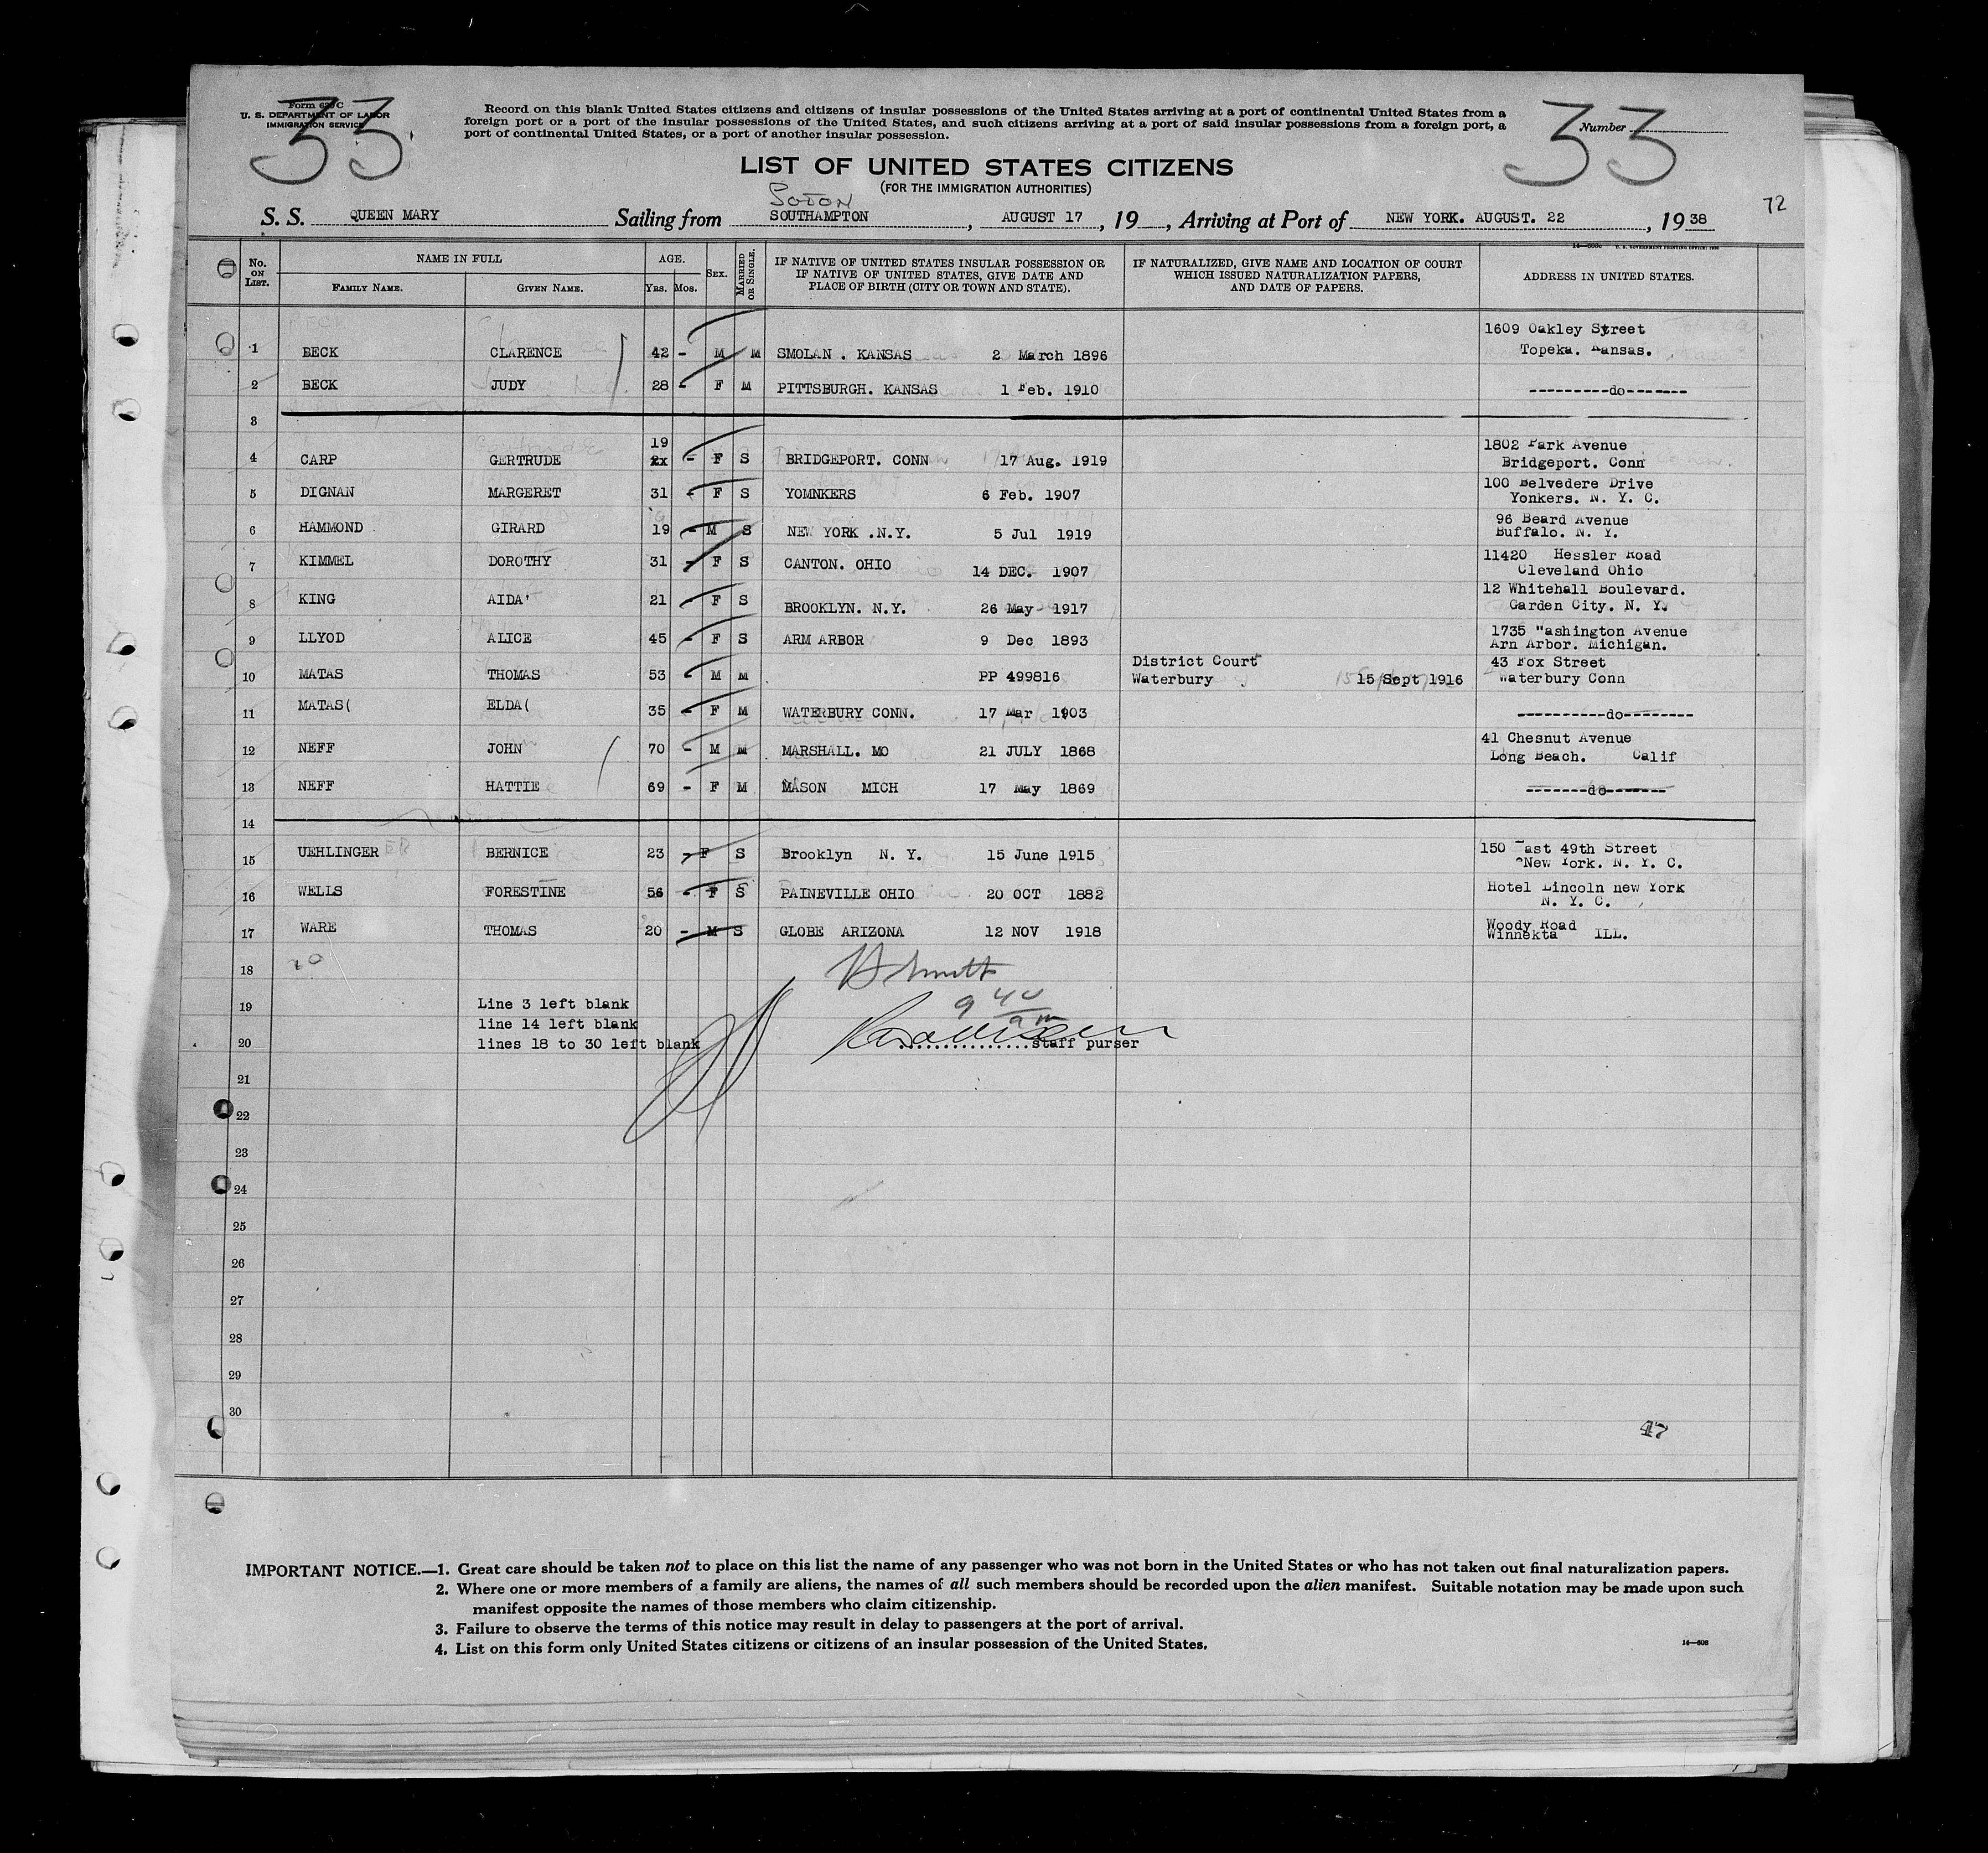 33
Form 630 C
U. S. DEPARTMENT OF LABOR
IMMIGRATION SERVICE
Record on this blank United States citizens and citizens of insular possessions of the United States arriving at a port of continental United States from a
foreign port or a port of the insular possessions of the United States, and such citizens arriving at a port of said insular possessions from a foreign port, a
port of continental United States, or a port of another insular possession.
Number 33
LIST OF UNITED STATES CITIZENS
(FOR THE IMMIGRATION AUTHORITIES)
SOTON
S. S. QUEEN MARY Sailing from SOUTHAMPTON, AUGUST 17, 19 , Arriving at Port of NEW YORK. AUGUST. 22, 1938
72
No. ON LIST. NAME IN FULL FAMILY NAME. GIVEN NAME. AGE. YRS. MOS. SEX. MARRIED OR SINGLE. IF NATIVE OF UNITED STATES INSULAR POSSESSION OR IF NATIVE OF UNITED STATES, GIVE DATE AND PLACE OF BIRTH (CITY OR TOWN AND STATE). IF NATURALIZED, GIVE NAME AND LOCATION OF COURT WHICH ISSUED NATURALIZATION PAPERS, AND DATE OF PAPERS. ADDRESS IN UNITED STATES.
1 BECK CLARENCE 42 - M M SMOLAN . KANSAS 2 March 1896 1609 Oakley Street Topeka. Kansas.
2 BECK JUDY 28 - F M PITTSBURGH. KANSAS 1 Feb. 1910 ---------do-------
3
4 CARP GERTRUDE 19 2x - F S BRIDGEPORT. CONN 17 Aug. 1919 1802 Park Avenue Bridgeport. Conn
5 DIGNAN MARGERET 31 - F S YOMNKERS 6 Feb. 1907 100 Belvedere Drive Yonkers. N. Y. C.
6 HAMMOND GIRARD 19 - M S NEW YORK .N.Y. 5 Jul 1919 96 Beard Avenue Buffalo. N. Y.
7 KIMMEL DOROTHY 31 - F S CANTON. OHIO 14 DEC. 1907 11420 Hessler Road Cleveland Ohio
8 KING AIDA' 21 - F S BROOKLYN. N.Y. 26 May 1917 12 Whitehall Boulevard. Garden City. N. Y.
9 LLYOD ALICE 45 - F S ARM ARBOR 9 Dec 1893 1735 "ashington Avenue Arn Arbor. Michigan.
10 MATAS THOMAS 53 - M M PP 499816 District Court Waterbury 15 Sept 1916 43 Fox Street Waterbury Conn
11 MATAS( ELDA( 35 - F M WATERBURY CONN. 17 Mar 1903 ----------do--------
12 NEFF JOHN 70 - M M MARSHALL. MO 21 JULY 1868 41 Chesnut Avenue Long Beach. Calif
13 NEFF HATTIE 69 - F M MASON MICH 17 May 1869 -------do-------
14
15 UEHLINGER BERNICE 23 - F S Brooklyn N. Y. 15 June 1915 150 East 49th Street New York. N. Y. C.
16 WELLS FORESTINE 56 - F S PAINEVILLE OHIO 20 OCT 1882 Hotel Lincoln new York N. Y. C.
17 WARE THOMAS 20 - M S GLOBE ARIZONA 12 NOV 1918 Woody Road Winnekta ILL.
18
19 Line 3 left blank
line 14 left blank
20 lines 18 to 30 left blank ...............staff purser
21
22
23
24
25
26
27
28
29
30
47
IMPORTANT NOTICE.—1. Great care should be taken not to place on this list the name of any passenger who was not born in the United States or who has not taken out final naturalization papers.
2. Where one or more members of a family are aliens, the names of all such members should be recorded upon the alien manifest. Suitable notation may be made upon such
manifest opposite the names of those members who claim citizenship.
3. Failure to observe the terms of this notice may result in delay to passengers at the port of arrival.
4. List on this form only United States citizens or citizens of an insular possession of the United States.